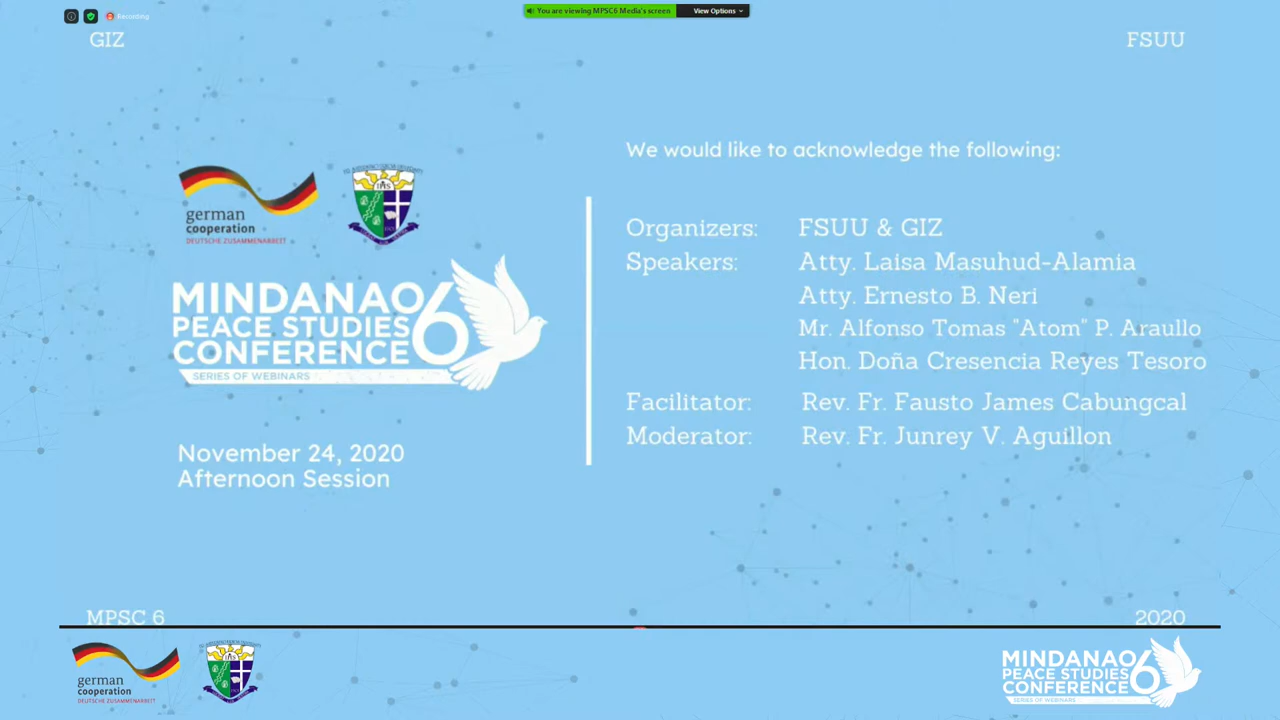 Recording
You are viewing MPSC6 Media's screen
View Options
GIZ
FSUU
german
cooperation
DEUTSCHE ZUSAMMENARBEIT
IHS
MINDANAO
PEACE STUDIES
CONFERENCE
6
SERIES OF WEBINARS
November 24, 2020
Afternoon Session
We would like to acknowledge the following:
Organizers: FSUU & GIZ
Speakers: Atty. Laisa Masuhud-Alamia
Atty. Ernesto B. Neri
Mr. Alfonso Tomas "Atom" P. Araullo
Hon. Doña Cresencia Reyes Tesoro
Facilitator: Rev. Fr. Fausto James Cabungcal
Moderator: Rev. Fr. Junrey V. Aguillon
MPSC 6
2020
german
cooperation
DEUTSCHE ZUSAMMENARBEIT
IHS
MINDANAO
PEACE STUDIES
CONFERENCE
6
SERIES OF WEBINARS